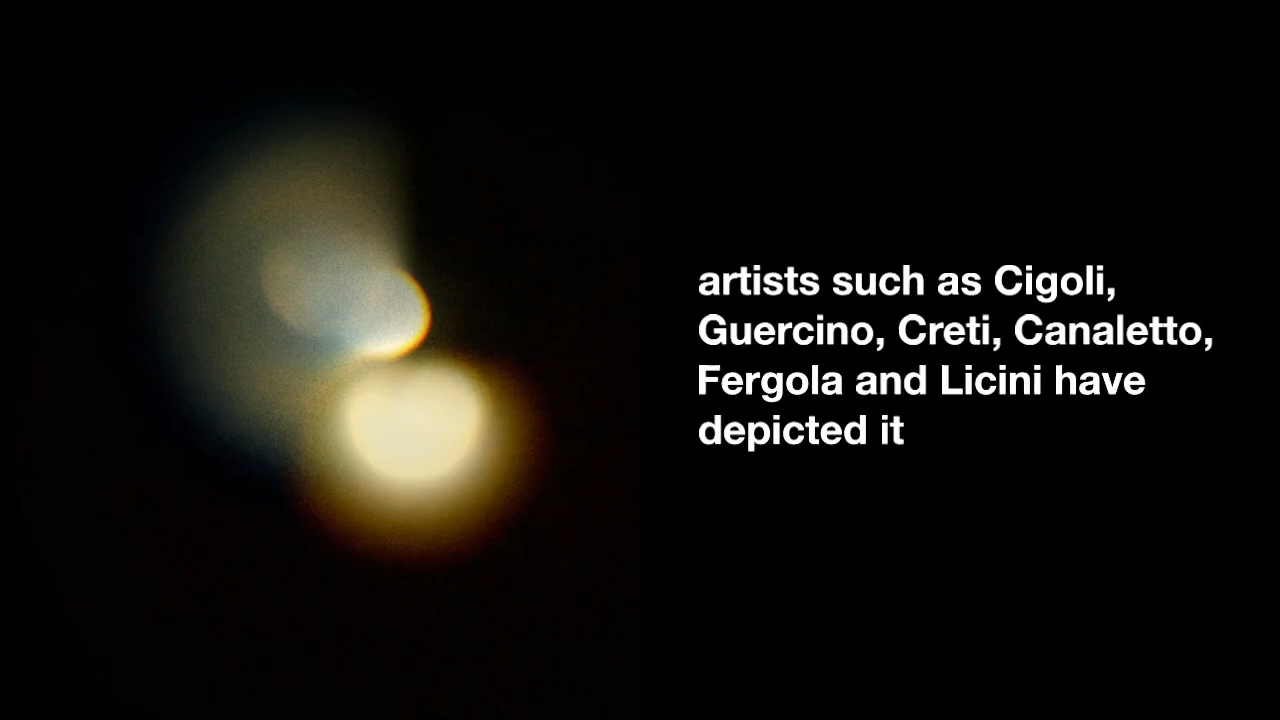 artists such as Cigoli,
Guercino, Creti, Canaletto,
Fergola and Licini have
depicted it